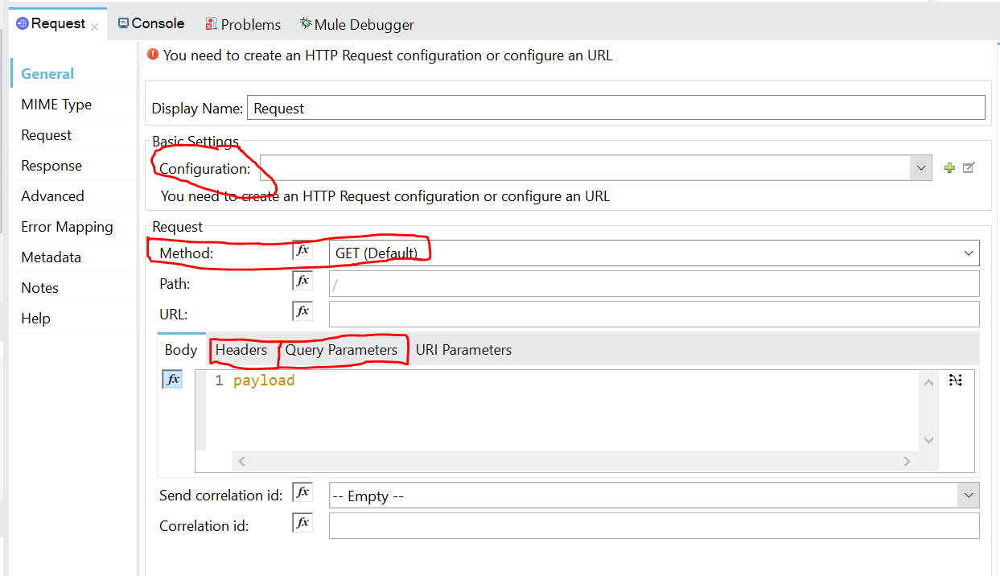 Request Console Problems Mule Debugger
You need to create an HTTP Request configuration or configure an URL
General
MIME Type
Request
Response
Advanced
Error Mapping
Metadata
Notes
Help
Display Name: Request
Basic Settings
Configuration:
You need to create an HTTP Request configuration or configure an URL
Request
Method: fx GET (Default)
Path: fx /
URL: fx
Body Headers Query Parameters URI Parameters
fx 1 payload
Send correlation id: fx -- Empty --
Correlation id: fx